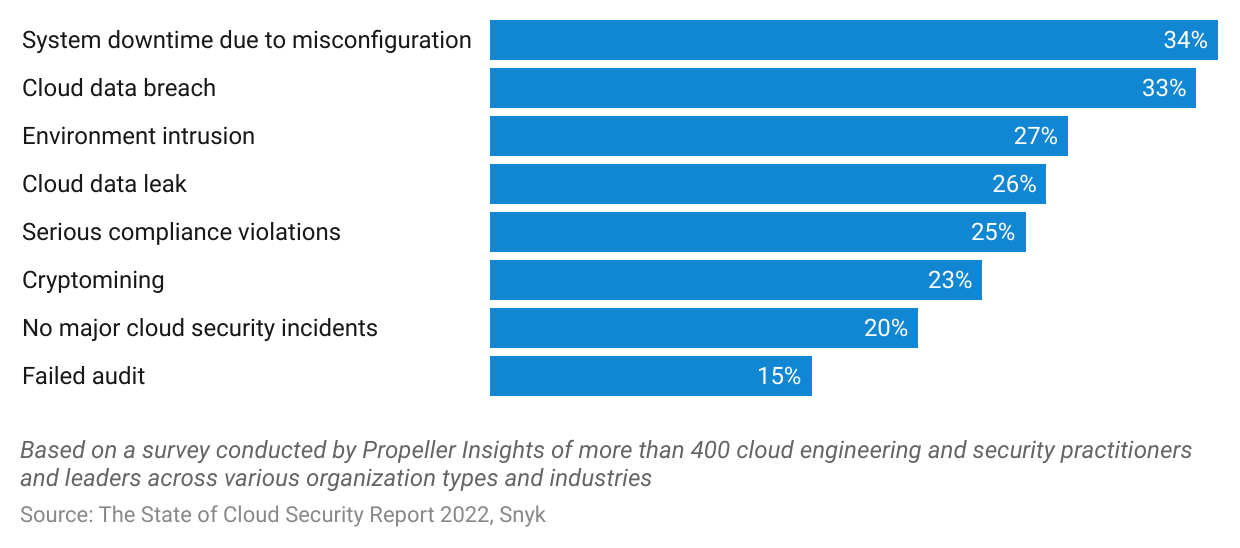 System downtime due to misconfiguration 34%
Cloud data breach 33%
Environment intrusion 27%
Cloud data leak 26%
Serious compliance violations 25%
Cryptomining 23%
No major cloud security incidents 20%
Failed audit 15%
Based on a survey conducted by Propeller Insights of more than 400 cloud engineering and security practitioners
and leaders across various organization types and industries
Source: The State of Cloud Security Report 2022, Snyk